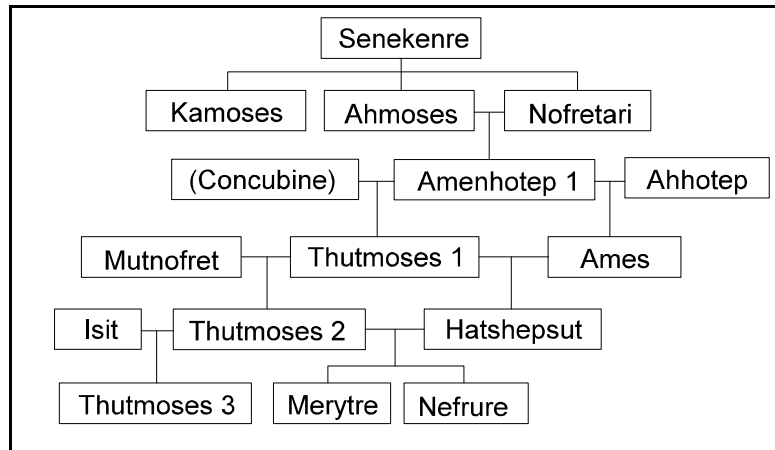 Senekenre
Kamoses Ahmoses Nofretari
(Concubine) Amenhotep 1 Ahhotep
Mutnofret Thutmoses 1 Ames
Isit Thutmoses 2 Hatshepsut
Thutmoses 3 Merytre Nefrure